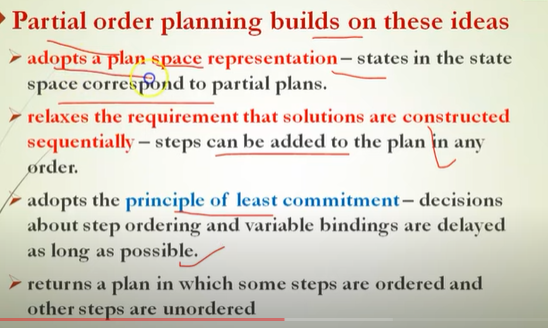 Partial order planning builds on these ideas
adopts a plan space representation – states in the state
space correspond to partial plans.
relaxes the requirement that solutions are constructed
sequentially – steps can be added to the plan in any
order.
adopts the principle of least commitment – decisions
about step ordering and variable bindings are delayed
as long as possible.
returns a plan in which some steps are ordered and
other steps are unordered